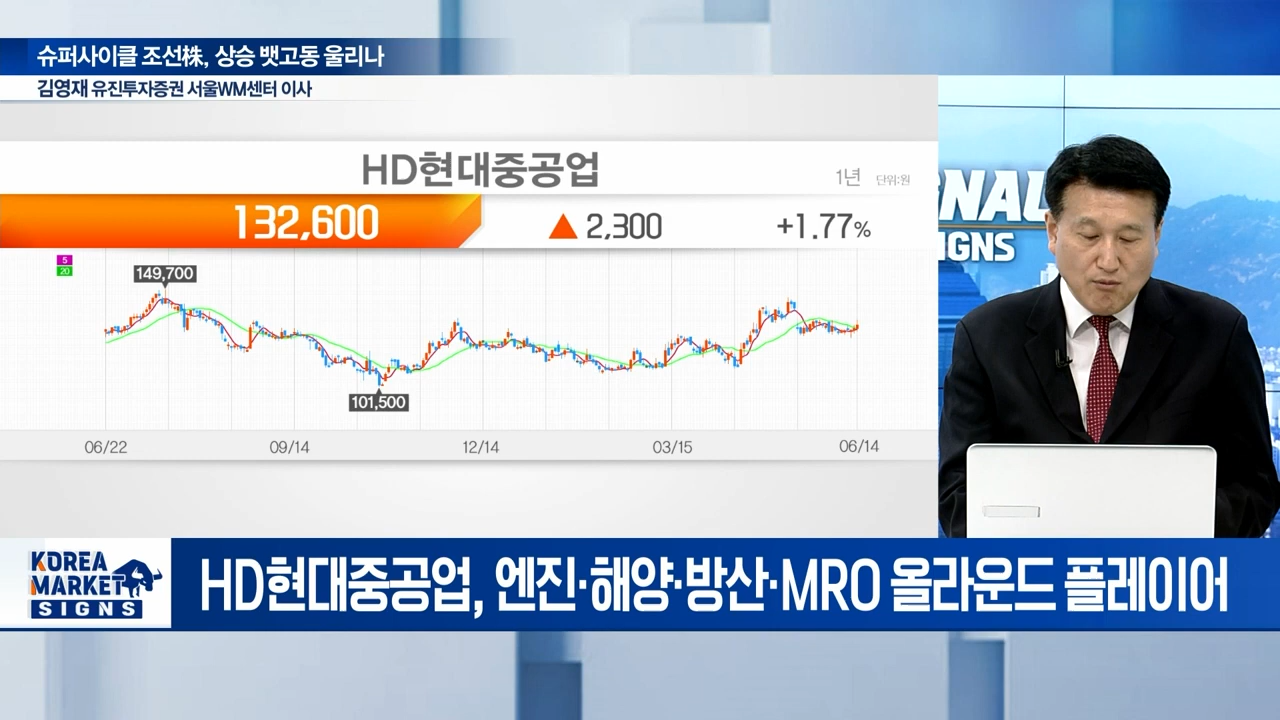 슈퍼사이클 조선株, 상승 뱃고동 울리나
김영재 유진투자증권 서울WM센터 이사
HD현대중공업
1년 단위:원
132,600 ▲ 2,300 +1.77%
5
20
149,700
101,500
06/22 09/14 12/14 03/15 06/14
GNAL
IGNS
KOREA
MARKET
SIGNS
HD현대중공업, 엔진·해양·방산·MRO 올라운드 플레이어